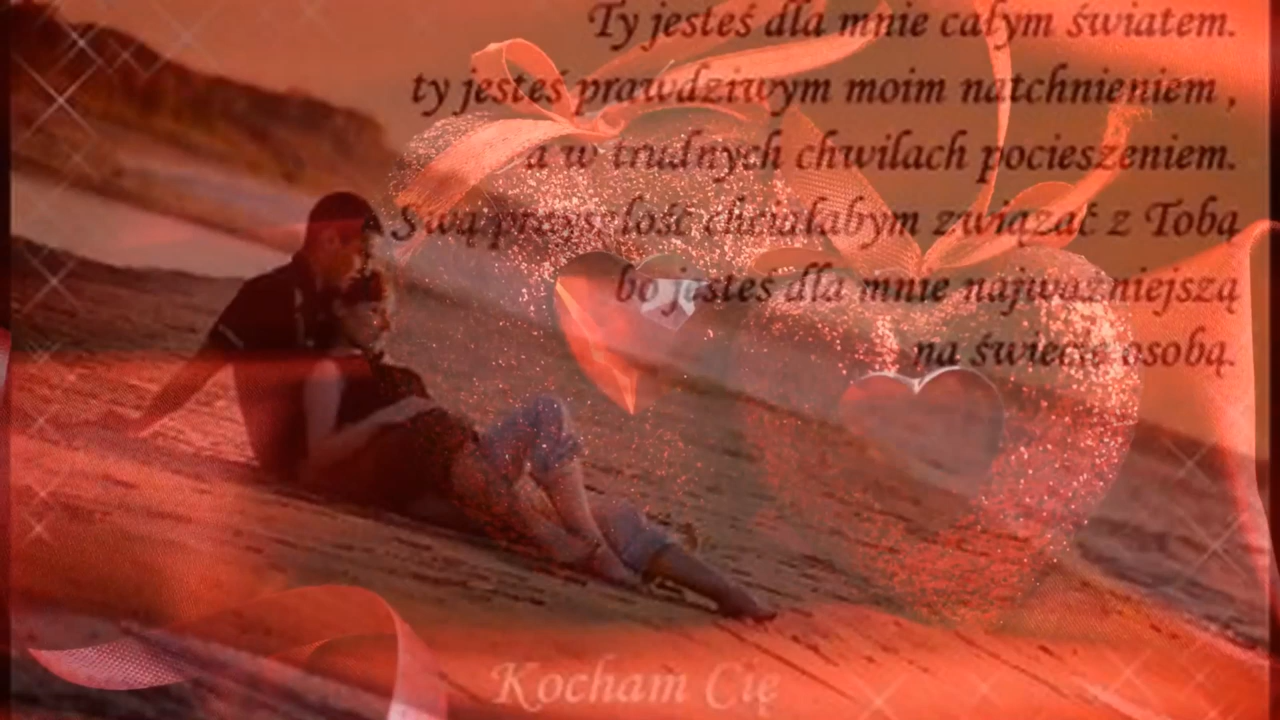 Ty jesteś dla mnie całym światem.
ty jesteś prawdziwym moim natchnieniem ,
a w trudnych chwilach pocieszeniem.
Swą przyszłość chciałabym związać z Tobą
bo jesteś dla mnie najważniejszą
na świecie osobą.
Kocham Cię